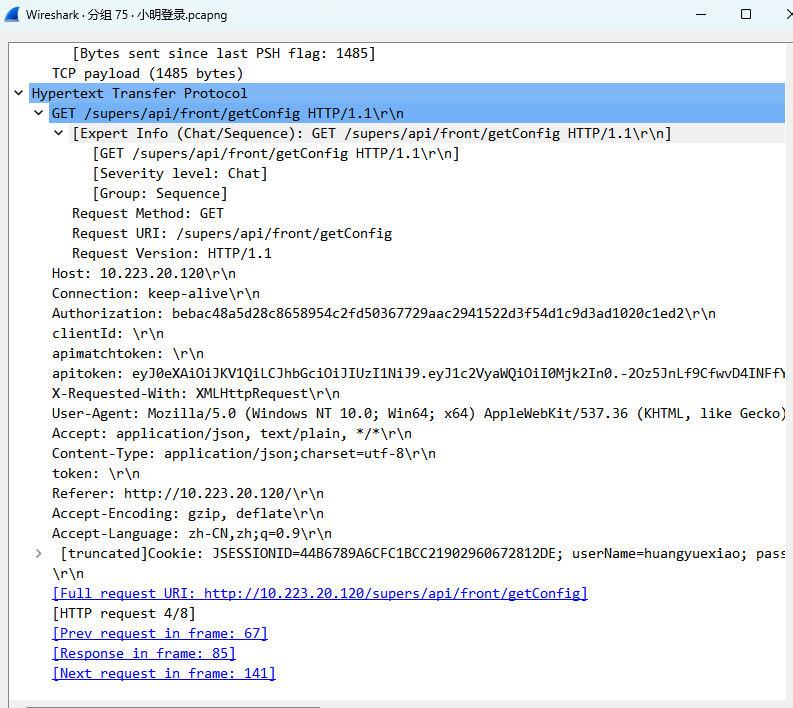 Wireshark · 分组 75 · 小明登录.pcapng
[Bytes sent since last PSH flag: 1485]
TCP payload (1485 bytes)
Hypertext Transfer Protocol
GET /supers/api/front/getConfig HTTP/1.1\r\n
[Expert Info (Chat/Sequence): GET /supers/api/front/getConfig HTTP/1.1\r\n]
[GET /supers/api/front/getConfig HTTP/1.1\r\n]
[Severity level: Chat]
[Group: Sequence]
Request Method: GET
Request URI: /supers/api/front/getConfig
Request Version: HTTP/1.1
Host: 10.223.20.120\r\n
Connection: keep-alive\r\n
Authorization: bebac48a5d28c8658954c2fd50367729aac2941522d3f54d1c9d3ad1020c1ed2\r\n
clientId: \r\n
apimatchtoken: \r\n
apitoken: eyJ0eXAiOiJKV1QiLCJhbGciOiJIUzI1NiJ9.eyJ1c2VyaWQiOiI0Mjk2In0.-2Oz5JnLf9CfwvD4INFfY
X-Requested-With: XMLHttpRequest\r\n
User-Agent: Mozilla/5.0 (Windows NT 10.0; Win64; x64) AppleWebKit/537.36 (KHTML, like Gecko)
Accept: application/json, text/plain, */*\r\n
Content-Type: application/json;charset=utf-8\r\n
token: \r\n
Referer: http://10.223.20.120/\r\n
Accept-Encoding: gzip, deflate\r\n
Accept-Language: zh-CN,zh;q=0.9\r\n
[truncated]Cookie: JSESSIONID=44B6789A6CFC1BCC21902960672812DE; userName=huangyuexiao; pass
\r\n
[Full request URI: http://10.223.20.120/supers/api/front/getConfig]
[HTTP request 4/8]
[Prev request in frame: 67]
[Response in frame: 85]
[Next request in frame: 141]